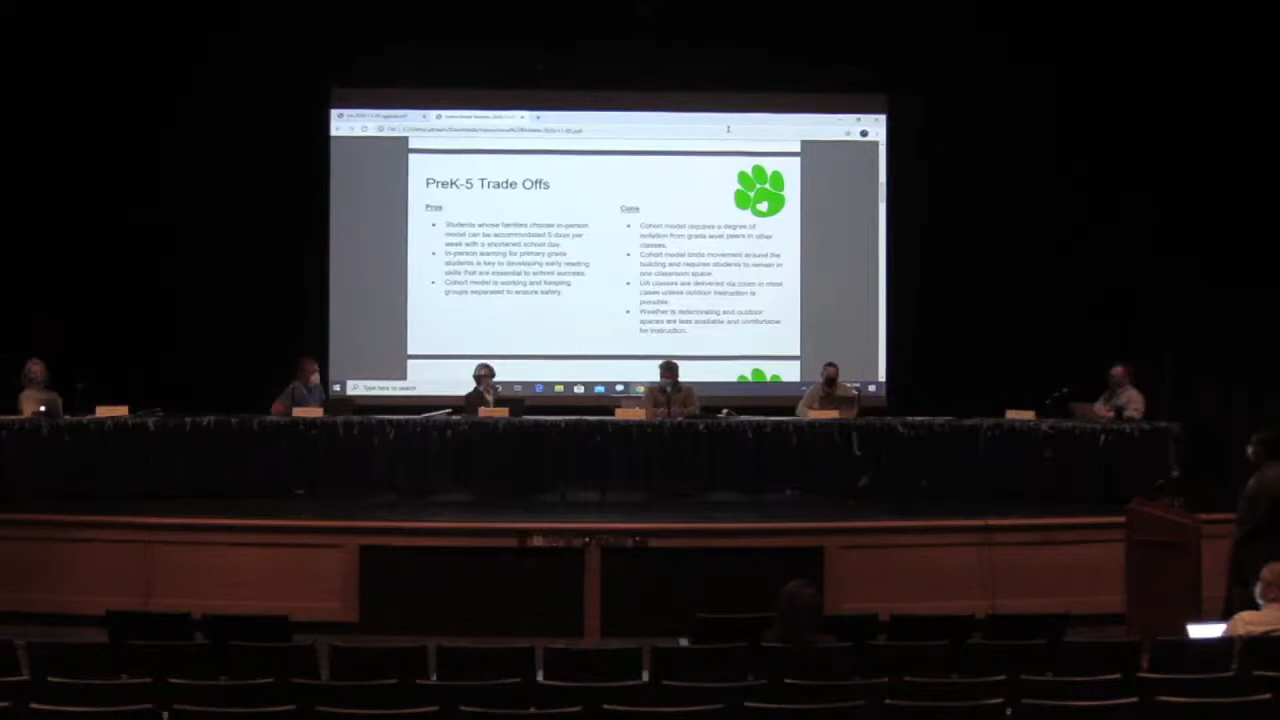 PreK-5 Trade Offs
Pros
Students whose families choose in-person
model can be accommodated 5 days per
week with a shortened school day.
In-person learning for primary grade
students is key to developing early reading
skills that are essential to school success.
Cohort model is working and keeping
groups separated to ensure safety.
Cons
Cohort model requires a degree of
isolation from grade level peers in other
classes.
Cohort model limits movement around the
building and requires students to remain in
one classroom space.
UA classes are delivered via zoom in most
cases unless outdoor instruction is
possible.
Weather is deteriorating and outdoor
spaces are less available and comfortable
for instruction.
Type here to search